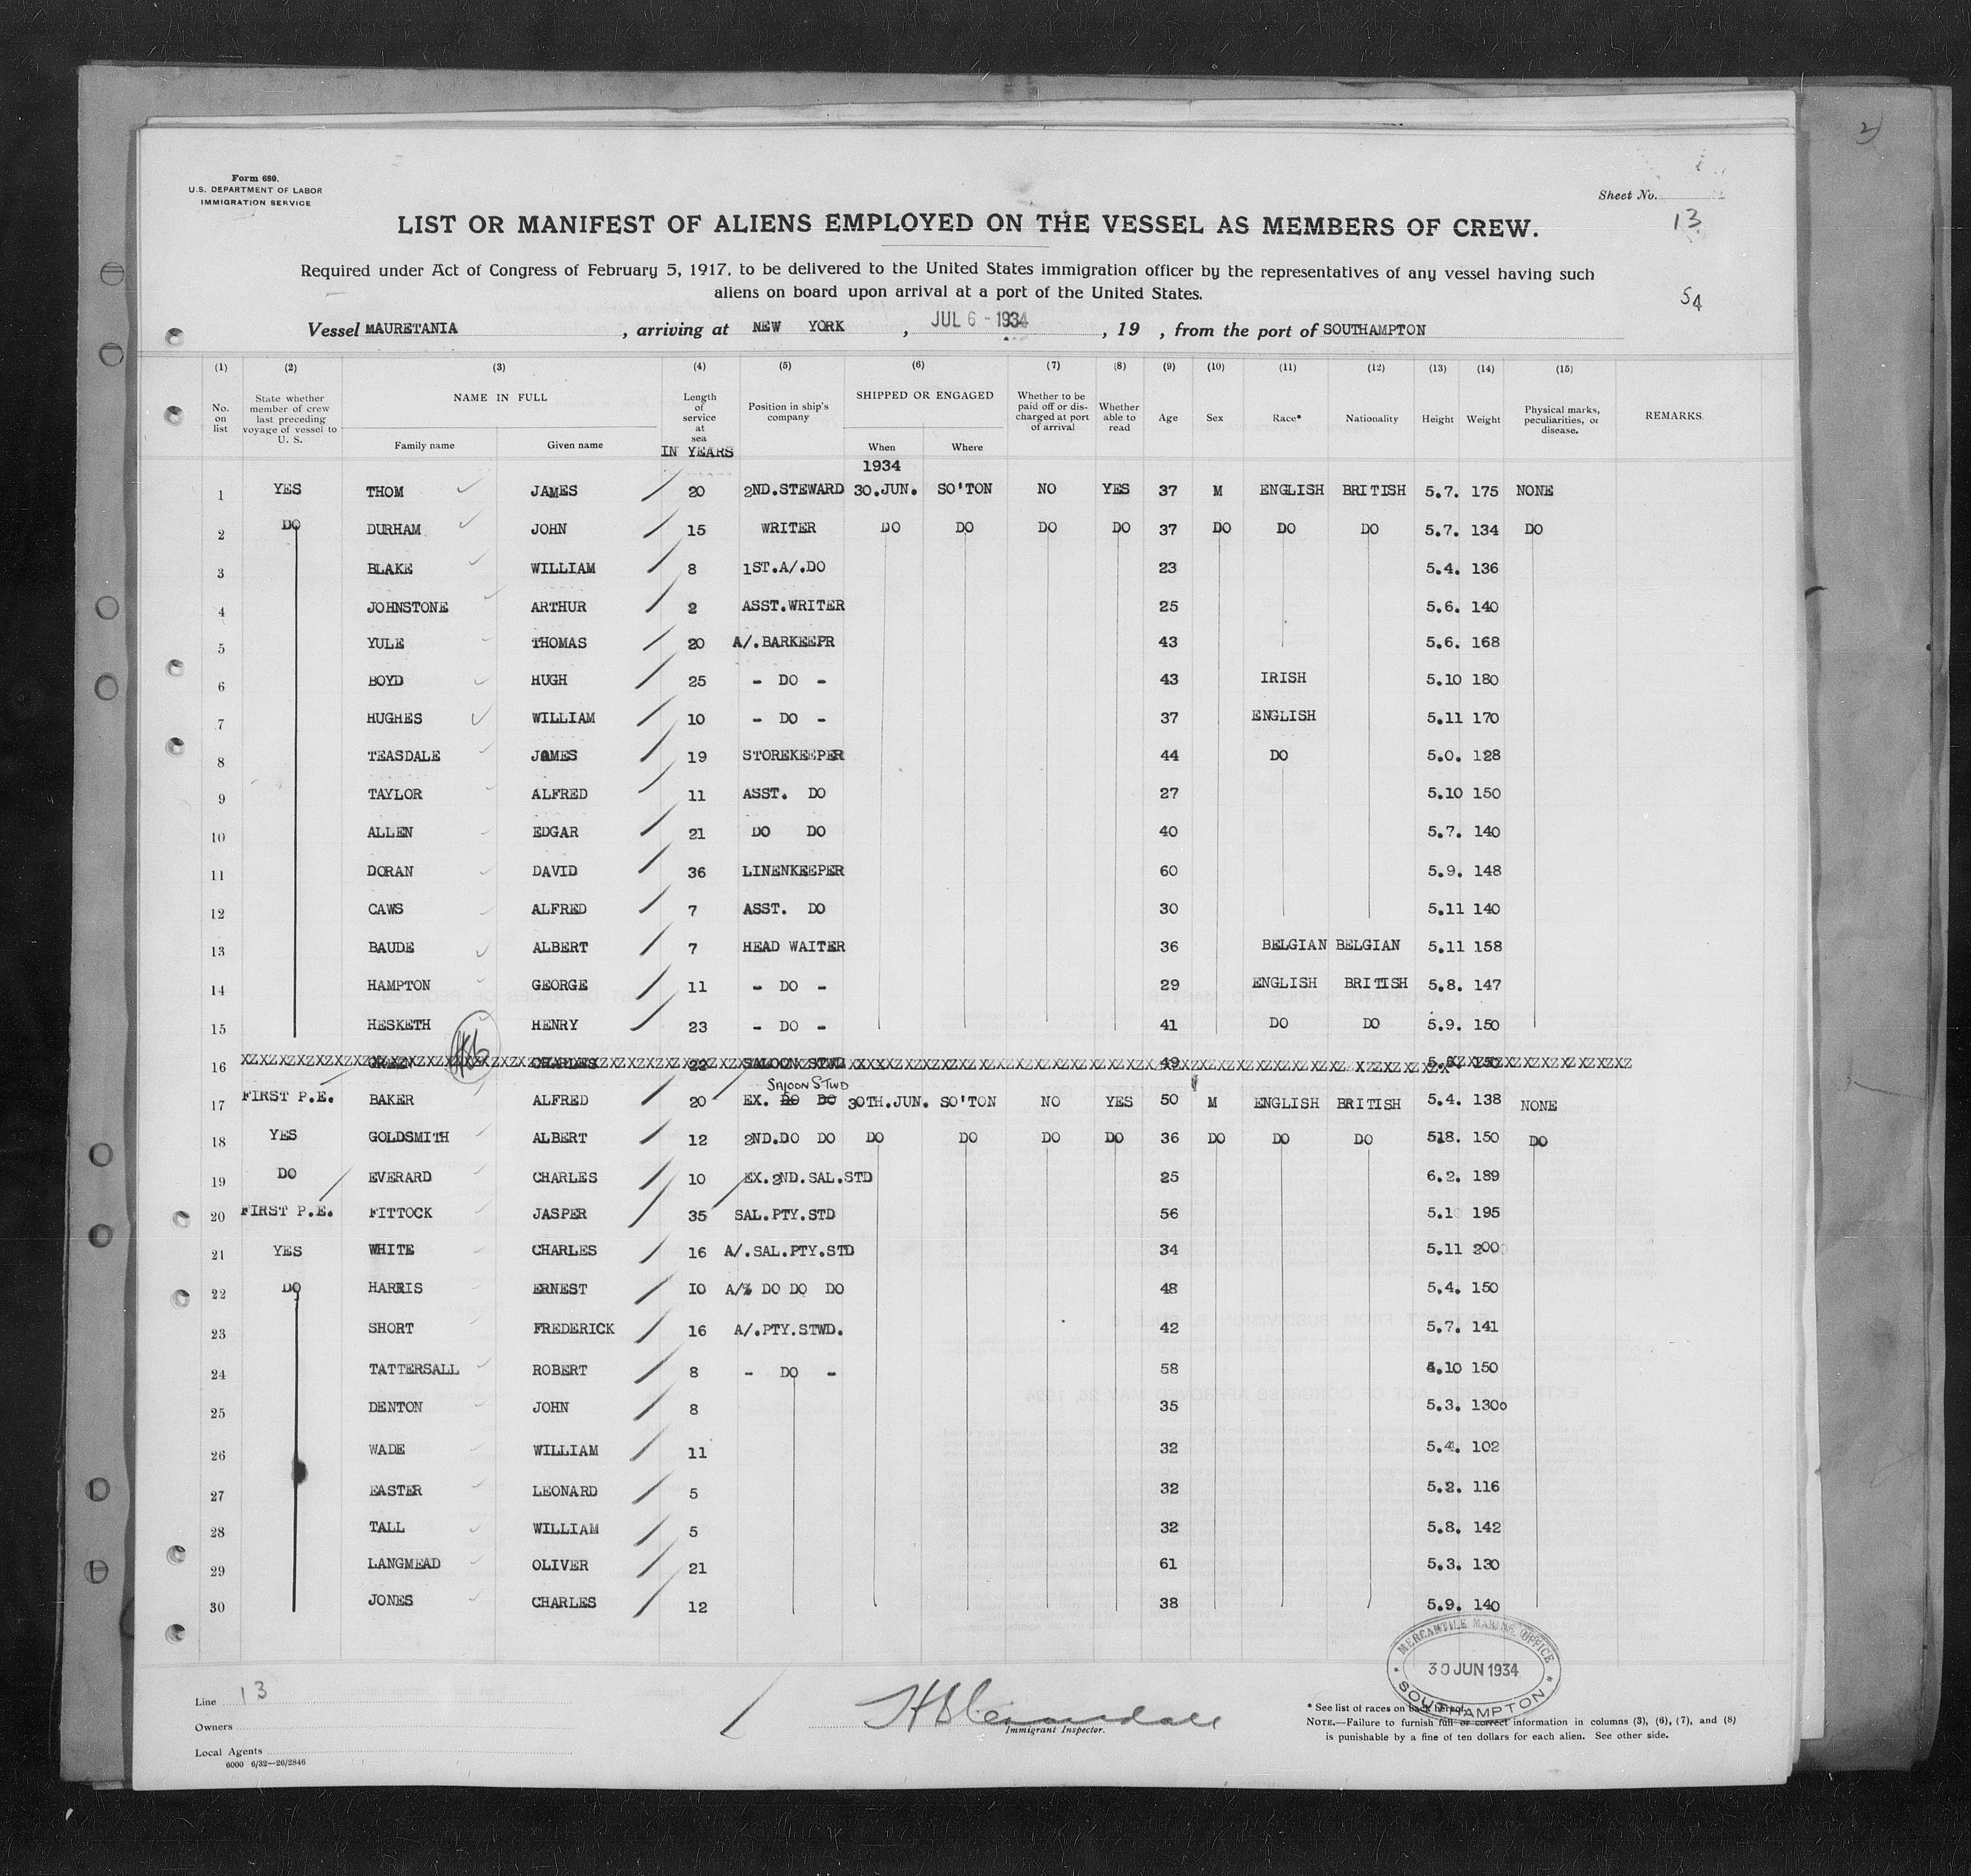 Form 680.
U.S. DEPARTMENT OF LABOR
IMMIGRATION SERVICE
Sheet No.
13
LIST OR MANIFEST OF ALIENS EMPLOYED ON THE VESSEL AS MEMBERS OF CREW.
Required under Act of Congress of February 5, 1917, to be delivered to the United States immigration officer by the representatives of any vessel having such
aliens on board upon arrival at a port of the United States.
54
Vessel MAURETANIA , arriving at NEW YORK , JUL 6 - 1934 , 19 , from the port of SOUTHAMPTON
(1) (2) (3) (4) (5) (6) (7) (8) (9) (10) (11) (12) (13) (14) (15)
No. on list State whether member of crew last preceding voyage of vessel to U. S. NAME IN FULL Family name Given name Length of service at sea IN YEARS Position in ship's company SHIPPED OR ENGAGED When Where Whether to be paid off or discharged at port of arrival Whether able to read Age Sex Race* Nationality Height Weight Physical marks, peculiarities, or disease. REMARKS
1934
1 YES THOM JAMES 20 2ND.STEWARD 30.JUN. SO'TON NO YES 37 M ENGLISH BRITISH 5.7. 175 NONE
2 DO DURHAM JOHN 15 WRITER DO DO DO DO 37 DO DO DO 5.7. 134 DO
3 BLAKE WILLIAM 8 1ST.A/.DO 23 5.4. 136
4 JOHNSTONE ARTHUR 2 ASST.WRITER 25 5.6. 140
5 YULE THOMAS 20 A/.BARKEEPR 43 5.6. 168
6 BOYD HUGH 25 - DO - 43 IRISH 5.10 180
7 HUGHES WILLIAM 10 - DO - 37 ENGLISH 5.11 170
8 TEASDALE JAMES 19 STOREKEEPER 44 DO 5.0. 128
9 TAYLOR ALFRED 11 ASST. DO 27 5.10 150
10 ALLEN EDGAR 21 DO DO 40 5.7. 140
11 DORAN DAVID 36 LINENKEEPER 60 5.9. 148
12 CAWS ALFRED 7 ASST. DO 30 5.11 140
13 BAUDE ALBERT 7 HEAD WAITER 36 BELGIAN BELGIAN 5.11 158
14 HAMPTON GEORGE 11 - DO - 29 ENGLISH BRITISH 5.8. 147
15 HESKETH HENRY 23 - DO - 41 DO DO 5.9. 150
16 GREEN CHARLES 22 SALOON STWD 49
SALOON STWD
17 FIRST P.E. BAKER ALFRED 20 EX. DO DO 30TH.JUN. SO'TON NO YES 50 M ENGLISH BRITISH 5.4. 138 NONE
18 YES GOLDSMITH ALBERT 12 2ND.DO DO DO DO DO DO 36 DO DO DO 518. 150 DO
19 DO EVERARD CHARLES 10 EX.2ND.SAL.STD 25 6.2. 189
20 FIRST P.E. FITTOCK JASPER 35 SAL.PTY.STD 56 5.1 195
21 YES WHITE CHARLES 16 A/.SAL.PTY.STD 34 5.11 200
22 DO HARRIS ERNEST IO A/% DO DO DO 48 5.4. 150
23 SHORT FREDERICK 16 A/.PTY.STWD. 42 5.7. 141
24 TATTERSALL ROBERT 8 - DO - 58 150
25 DENTON JOHN 8 35 5.3. 130o
26 WADE WILLIAM 11 32 5.4. 102
27 EASTER LEONARD 5 32 5.2. 116
28 TALL WILLIAM 5 32 5.8. 142
29 LANGMEAD OLIVER 21 61 5.3. 130
30 JONES CHARLES 12 38 5.9. 140
MERCANTILE MARINE OFFICE
30 JUN 1934
SOUTHAMPTON
Line 13
Owners
Local Agents
6000 6/32—26/2846
Immigrant Inspector.
* See list of races on back hereof.
NOTE.—Failure to furnish full or correct information in columns (3), (6), (7), and (8)
is punishable by a fine of ten dollars for each alien. See other side.